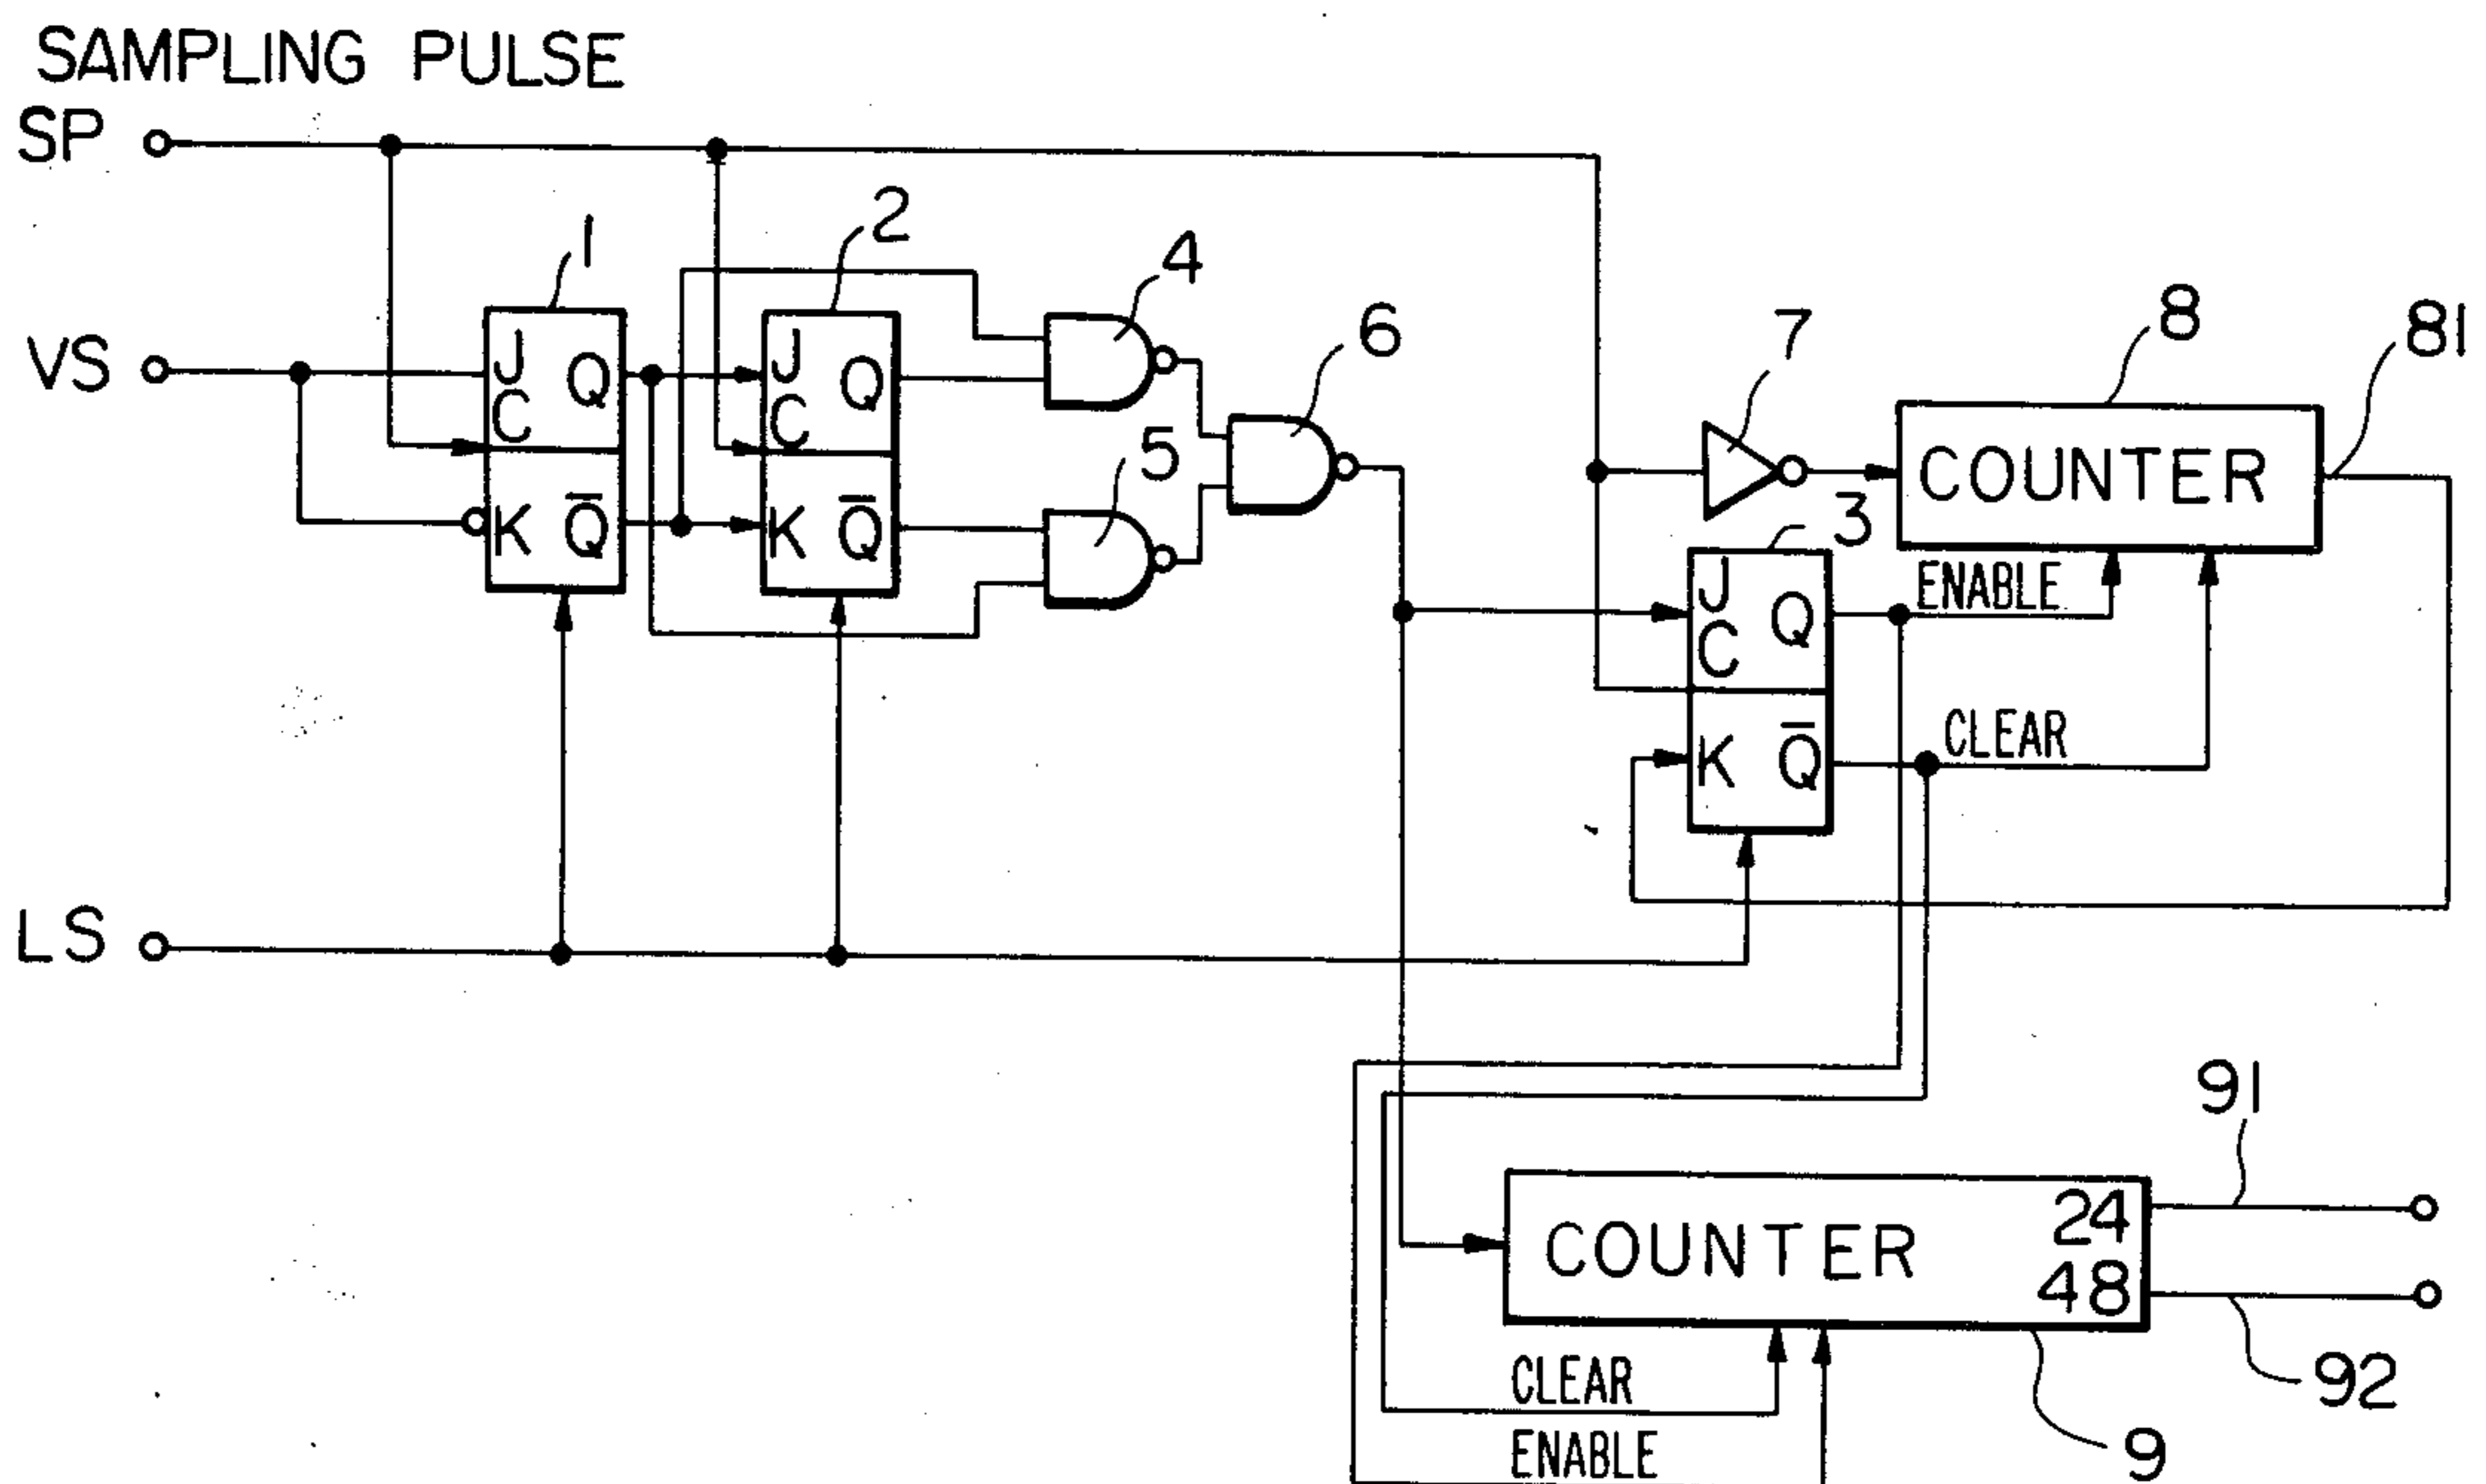 SAMPLING PULSE
SP
VS
LS
1
J
C
Q
K
Q̅
2
J
C
Q
K
Q̅
4
5
6
7
8
COUNTER
81
3
J
C
Q
K
Q̅
ENABLE
CLEAR
COUNTER
24
48
91
92
9
CLEAR
ENABLE